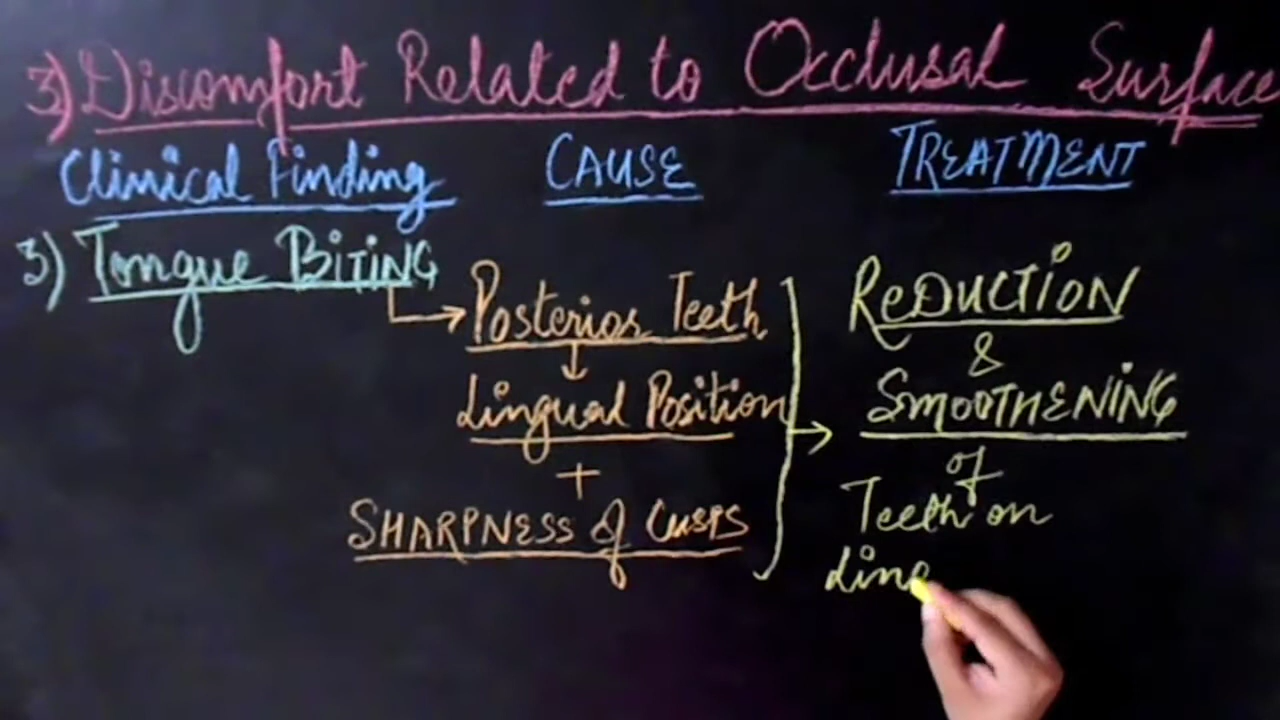 3) Discomfort Related to Occlusal Surface
Clinical Finding CAUSE TREATMENT
3) Tongue BITING
Posterior Teeth
Lingual Position
+
SHARPNESS of CUSPS
REDUCTION
&
SMOOTHENING
of
Teeth on
Ling